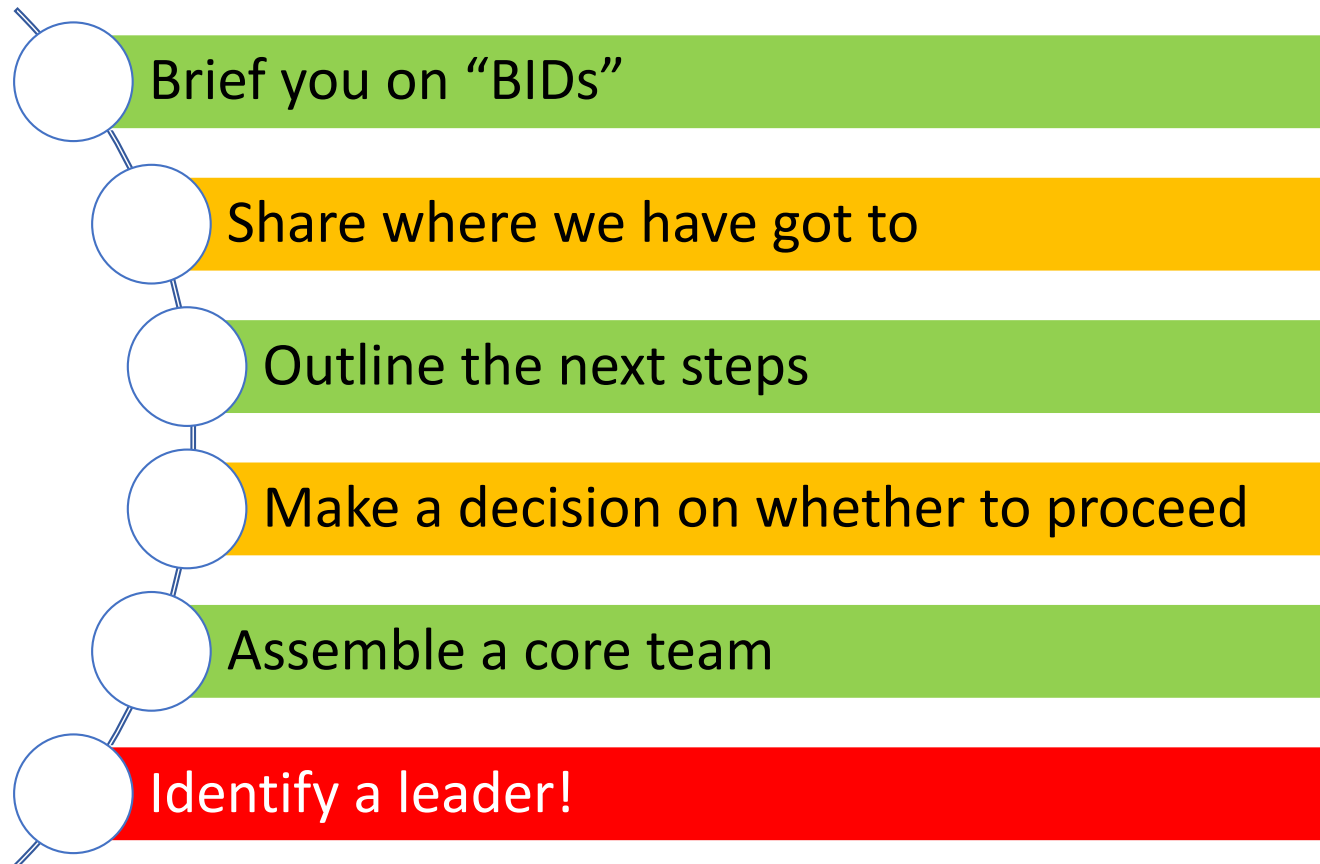 Brief you on “BIDs”
Share where we have got to
Outline the next steps
Make a decision on whether to proceed
Assemble a core team
Identify a leader!